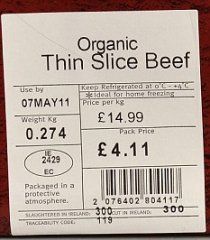 Organic
Thin Slice Beef
Use by
07MAY11
Keep Refrigerated at 0°C - +4°C
✻Ideal for home freezing
Price per kg
£14.99
Weight Kg
0.274
Pack Price
£4.11
IE
2429
EC
Packaged in a
protective
atmosphere.
2 076402 804117
SLAUGHTERED IN IRELAND: 300 CUT IN IRELAND: 300
TRACEABILITY CODE: 119